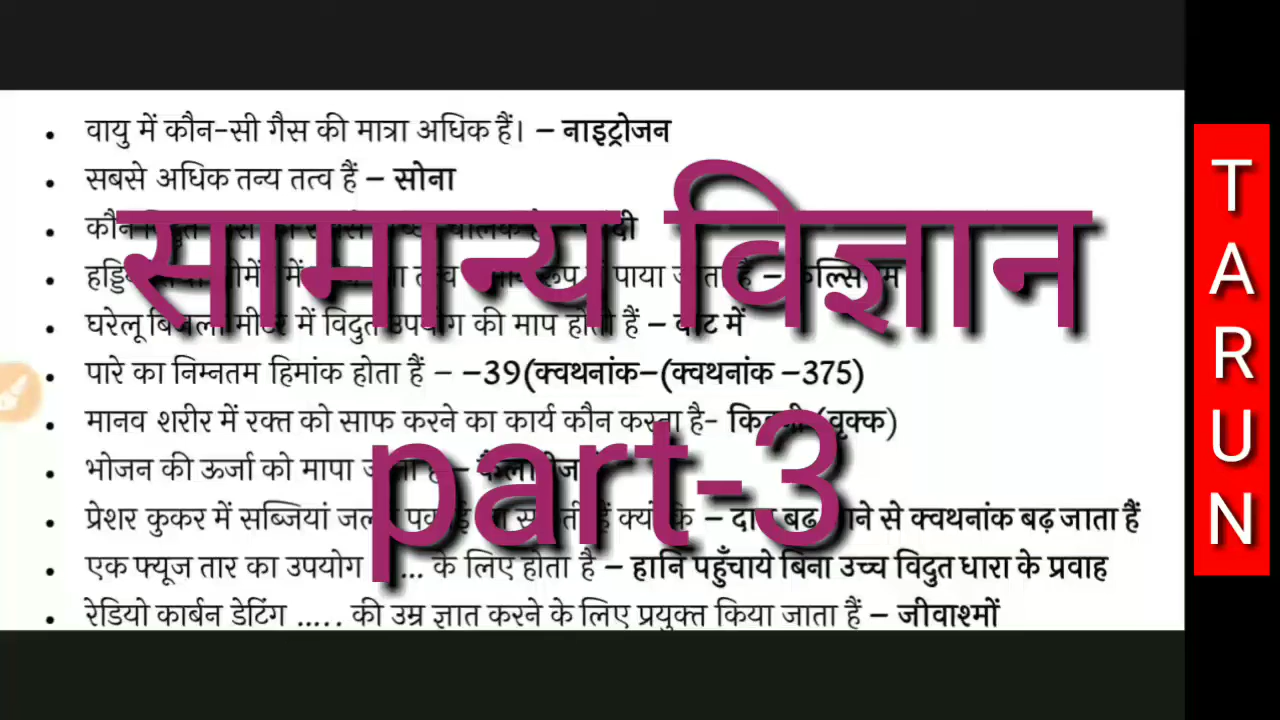 • वायु में कौन-सी गैस की मात्रा अधिक हैं। – नाइट्रोजन
• सबसे अधिक तन्य तत्व हैं – सोना
• कौन
• में पाया
• घरेलू मीटर में विदुत उपयोग की माप होती हैं – में
• पारे का निम्नतम हिमांक होता हैं – –39(क्वथनांक–(क्वथनांक –375)
• मानव शरीर में रक्त को साफ करने का कार्य कौन करता है- (वृक्क)
• भोजन की ऊर्जा को मापा
• प्रेशर कुकर में सब्जियां – बढ़ से क्वथनांक बढ़ जाता हैं
• एक फ्यूज तार का उपयोग ... के लिए होता है – हानि पहुँचाये बिना उच्च विदुत धारा के प्रवाह
• रेडियो कार्बन डेटिंग ..... की उम्र ज्ञात करने के लिए प्रयुक्त किया जाता हैं – जीवाश्मों
सामान्य विज्ञान
part-3
TARUN